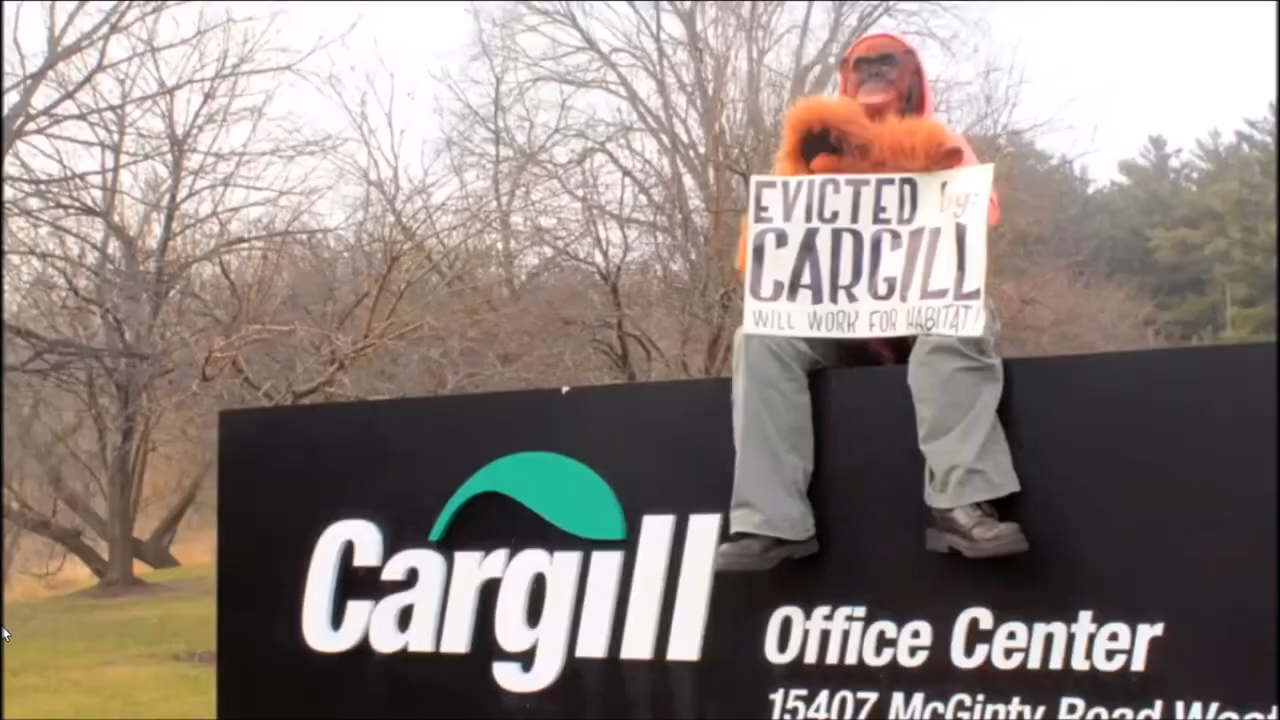 EVICTED by:
CARGILL
WILL WORK FOR HABITAT!
Cargill
Office Center
15407 McGinty Road West